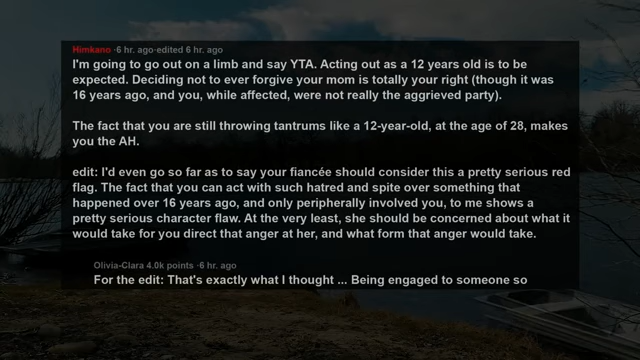 Himkano ·6 hr. ago·edited 6 hr. ago
I'm going to go out on a limb and say YTA. Acting out as a 12 years old is to be
expected. Deciding not to ever forgive your mom is totally your right (though it was
16 years ago, and you, while affected, were not really the aggrieved party).
The fact that you are still throwing tantrums like a 12-year-old, at the age of 28, makes
you the AH.
edit: I'd even go so far as to say your fiancée should consider this a pretty serious red
flag. The fact that you can act with such hatred and spite over something that
happened over 16 years ago, and only peripherally involved you, to me shows a
pretty serious character flaw. At the very least, she should be concerned about what it
would take for you direct that anger at her, and what form that anger would take.
Olivia-Clara 4.0k points ·6 hr. ago
For the edit: That's exactly what I thought ... Being engaged to someone so